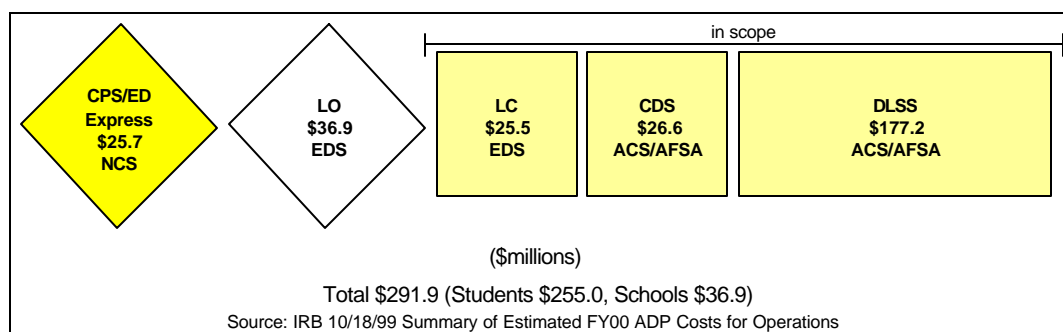 in scope
CPS/ED
Express
$25.7
NCS
LO
$36.9
EDS
LC
$25.5
EDS
CDS
$26.6
ACS/AFSA
DLSS
$177.2
ACS/AFSA
($millions)
Total $291.9 (Students $255.0, Schools $36.9)
Source: IRB 10/18/99 Summary of Estimated FY00 ADP Costs for Operations